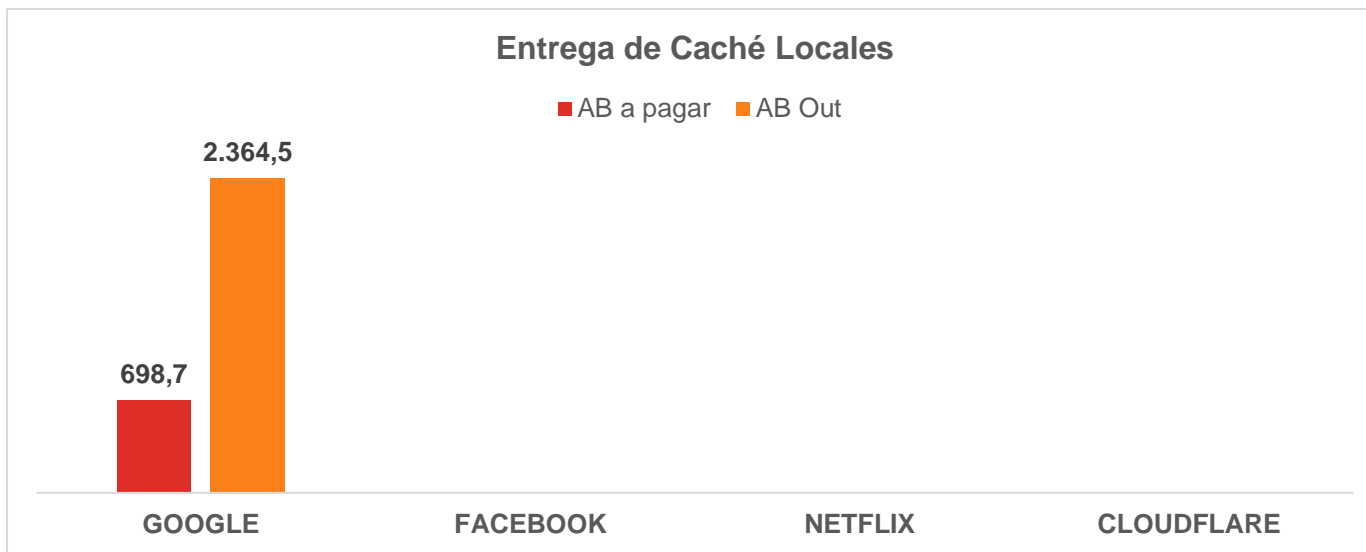 Entrega de Caché Locales
AB a pagar AB Out
2.364,5
698,7
GOOGLE FACEBOOK NETFLIX CLOUDFLARE